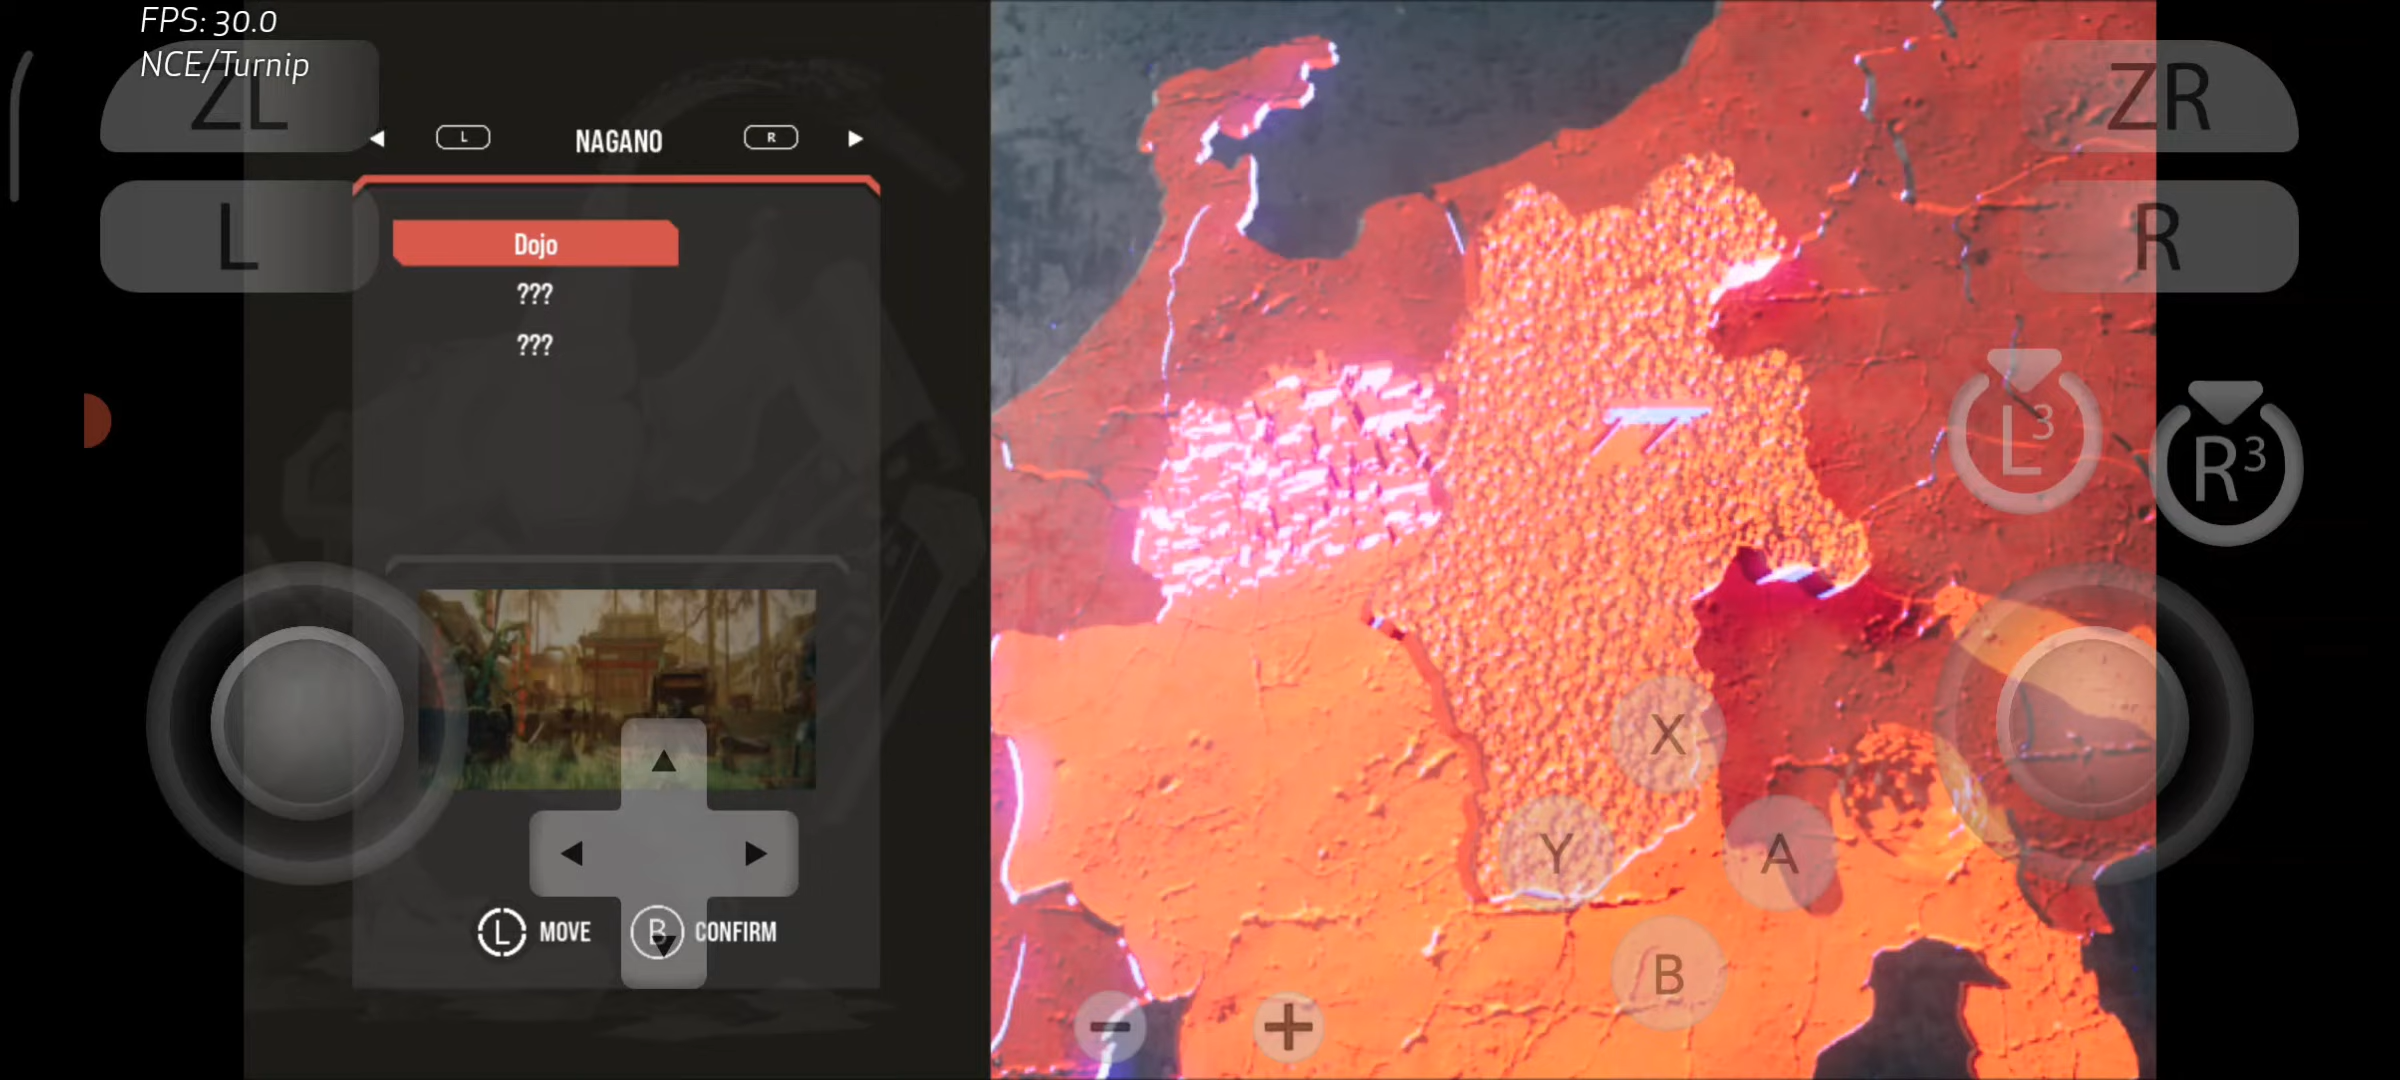 FPS: 30.0
NCE/Turnip
ZL
ZR
L NAGANO R
L
R
Dojo
???
???
L3
R3
X
Y
A
L MOVE B CONFIRM
B